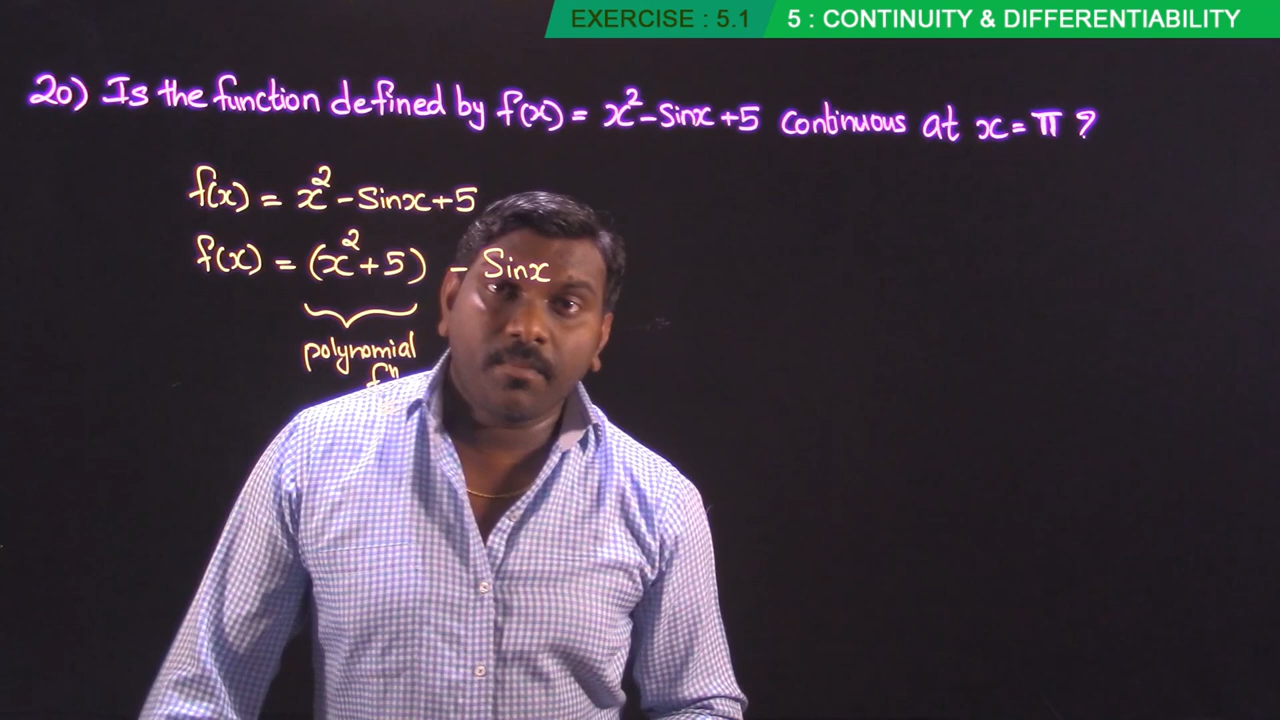 EXERCISE : 5.1 5 : CONTINUITY & DIFFERENTIABILITY
20) Is the function defined by f(x) = x² - sinx + 5 continuous at x = π ?
f(x) = x² - Sinx + 5
f(x) = (x² + 5) - Sinx
polynomial
fⁿ